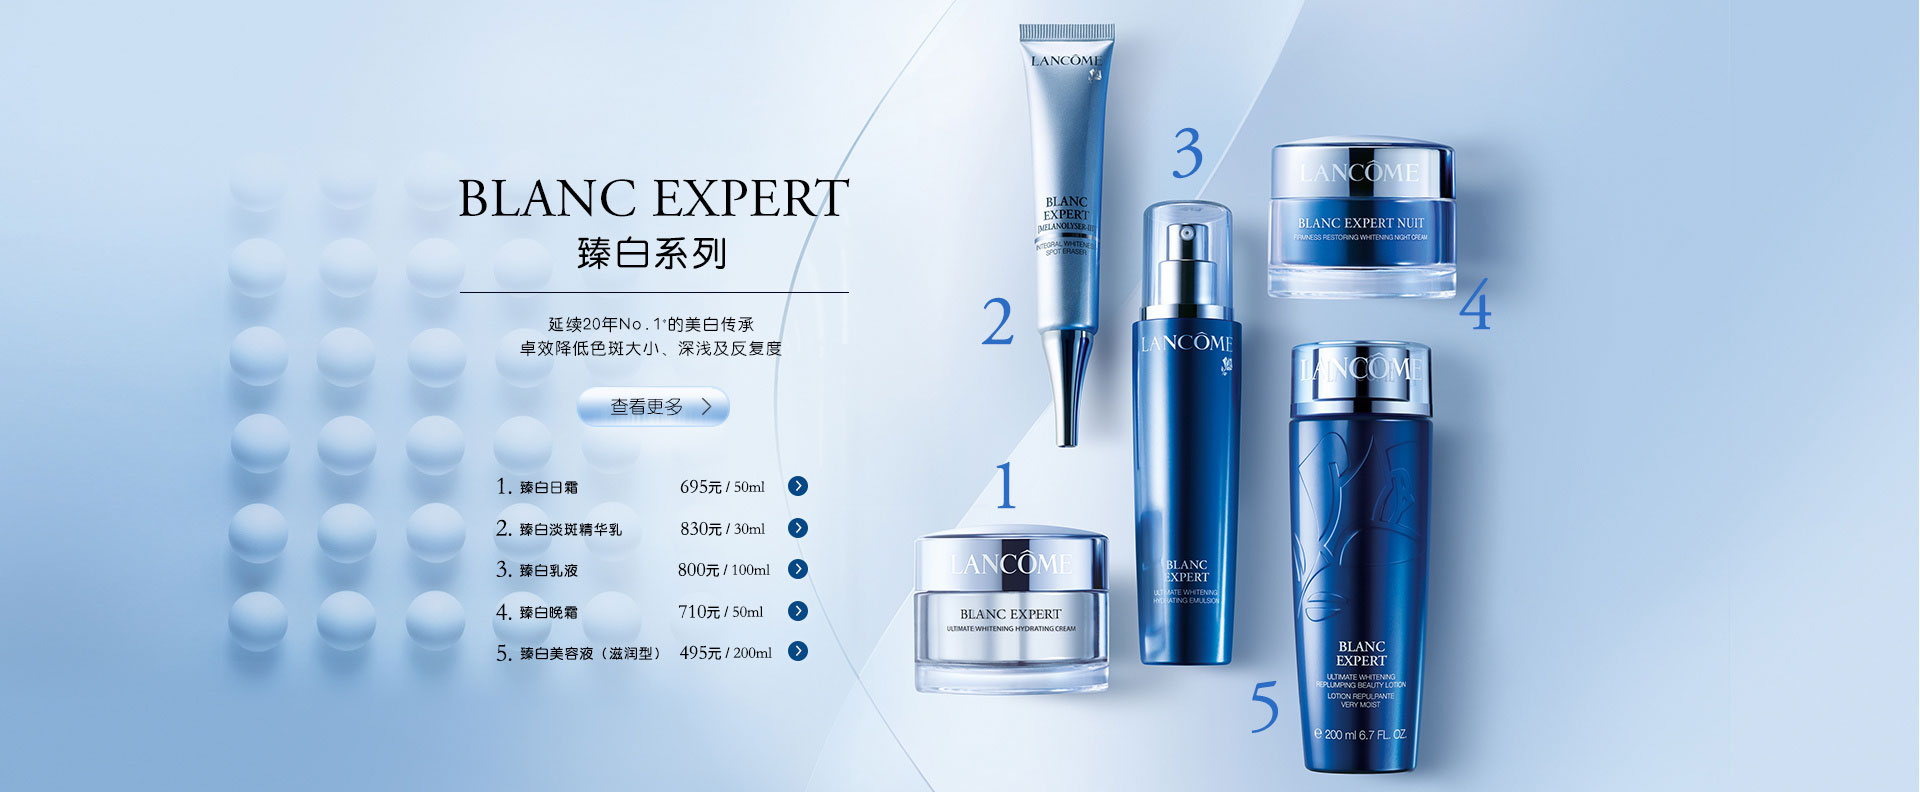 BLANC EXPERT
臻白系列
延续20年No.1*的美白传承
卓效降低色斑大小、深浅及反复度
查看更多 >
1. 臻白日霜 695元 / 50ml
2. 臻白淡斑精华乳 830元 / 30ml
3. 臻白乳液 800元 / 100ml
4. 臻白晚霜 710元 / 50ml
5. 臻白美容液（滋润型） 495元 / 200ml
1
LANCÔME
BLANC EXPERT
ULTIMATE WHITENING HYDRATING CREAM
2
LANCÔME
BLANC
EXPERT
[MELANOLYSER-
INTEGRAL WHITENESS
SPOT ERASER
3
LANCÔME
BLANC
EXPERT
ULTIMATE WHITENING
HYDRATING EMULSION
4
LANCÔME
BLANC EXPERT NUIT
FIRMNESS RESTORING WHITENING NIGHT CREAM
5
LANCÔME
BLANC
EXPERT
ULTIMATE WHITENING
REPLUMPING BEAUTY LOTION
LOTION REPULPANTE
VERY MOIST
e 200 ml 6.7 FL. OZ.